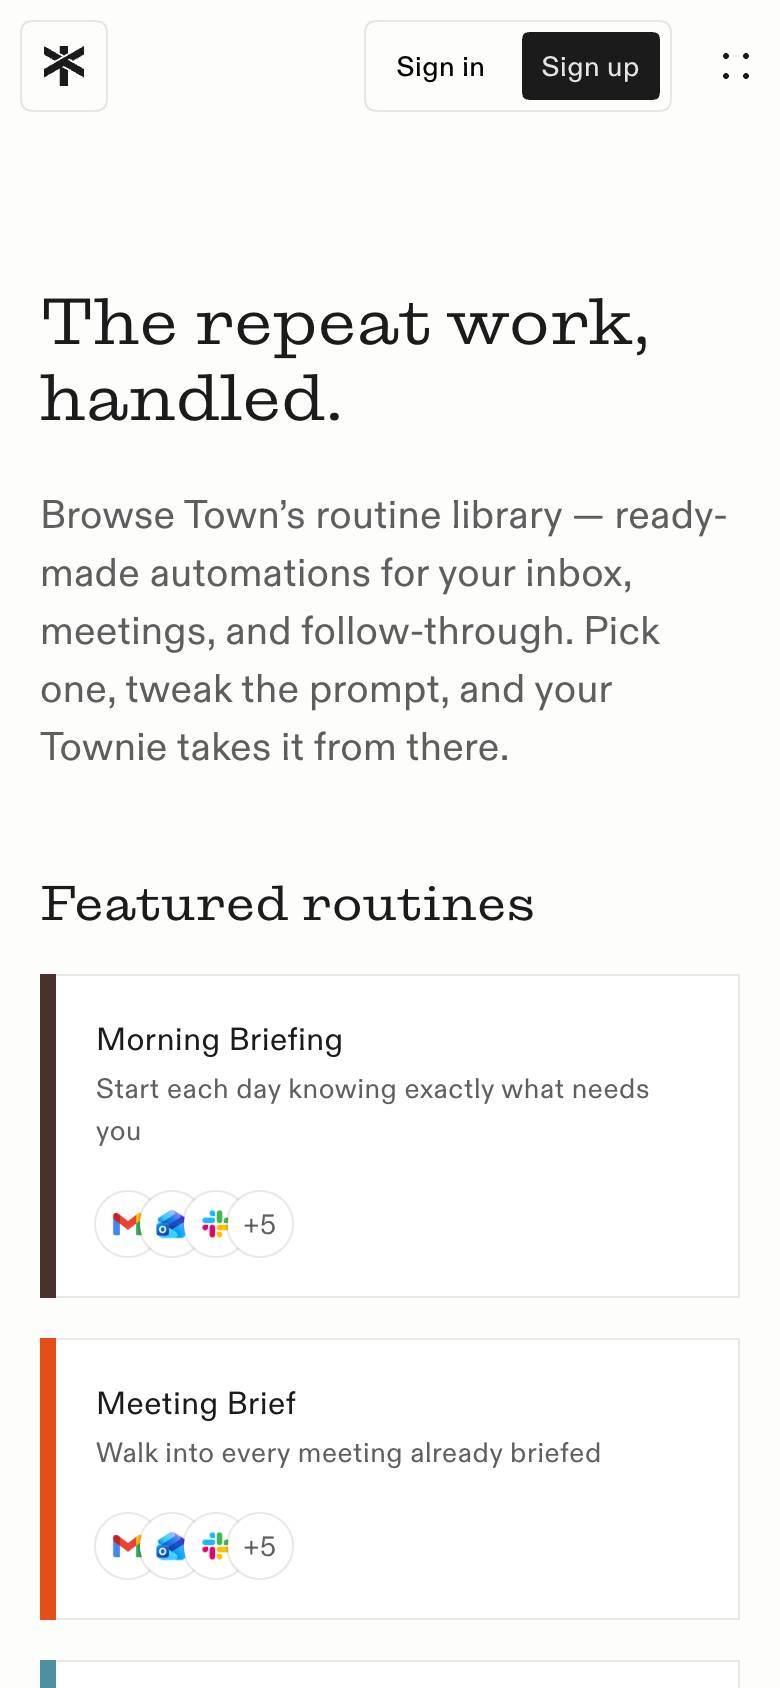 Sign in
Sign up
The repeat work,
handled.
Browse Town’s routine library — ready-
made automations for your inbox,
meetings, and follow-through. Pick
one, tweak the prompt, and your
Townie takes it from there.
Featured routines
Morning Briefing
Start each day knowing exactly what needs
you
+5
Meeting Brief
Walk into every meeting already briefed
+5